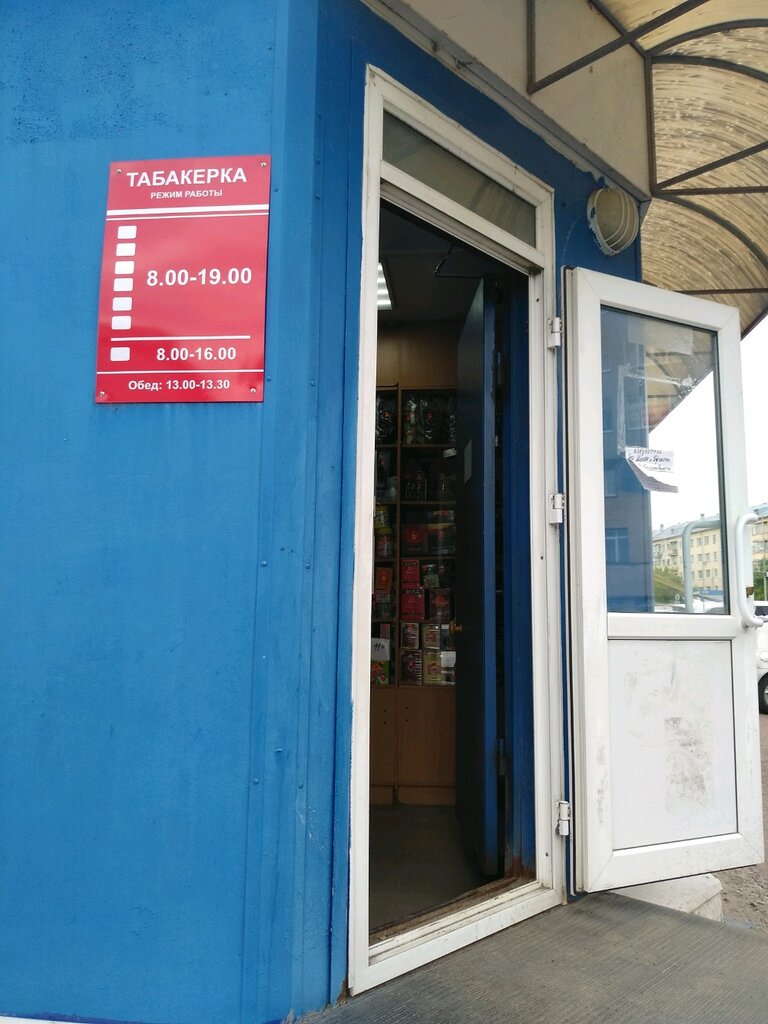 ТАБАКЕРКА
РЕЖИМ РАБОТЫ
8.00-19.00
8.00-16.00
Обед: 13.00-13.30